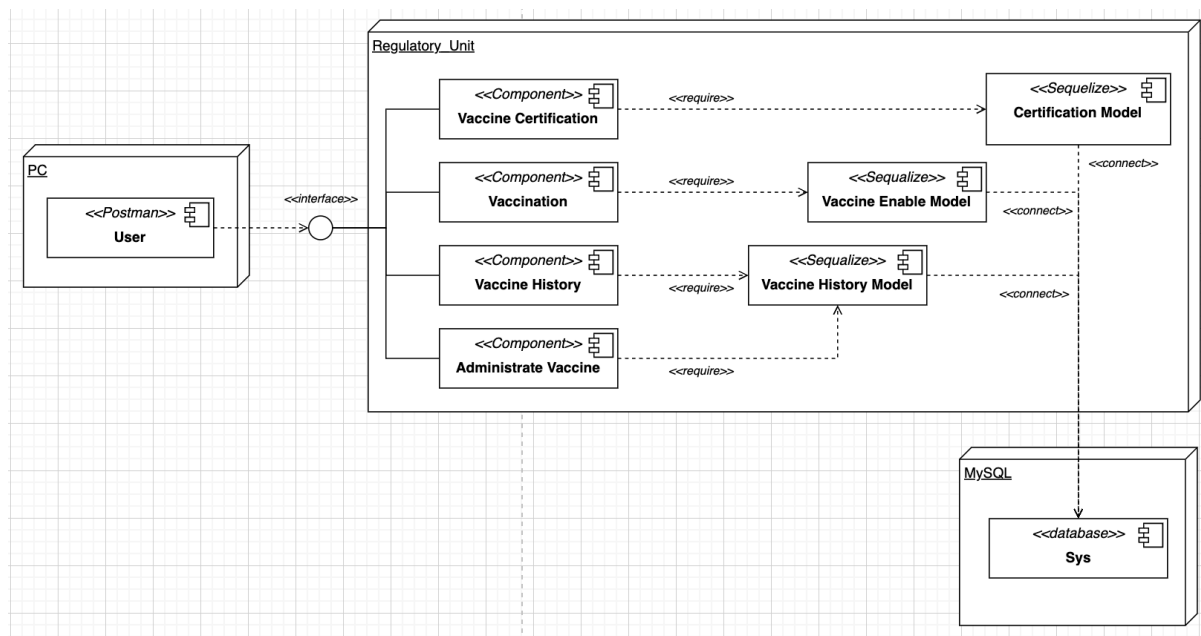 Regulatory_Unit
<<Component>>
Vaccine Certification
<<require>>
<<Sequelize>>
Certification Model
<<connect>>
PC
<<Postman>>
User
<<interface>>
<<Component>>
Vaccination
<<require>>
<<Sequalize>>
Vaccine Enable Model
<<connect>>
<<Component>>
Vaccine History
<<require>>
<<Sequalize>>
Vaccine History Model
<<connect>>
<<Component>>
Administrate Vaccine
<<require>>
MySQL
<<database>>
Sys